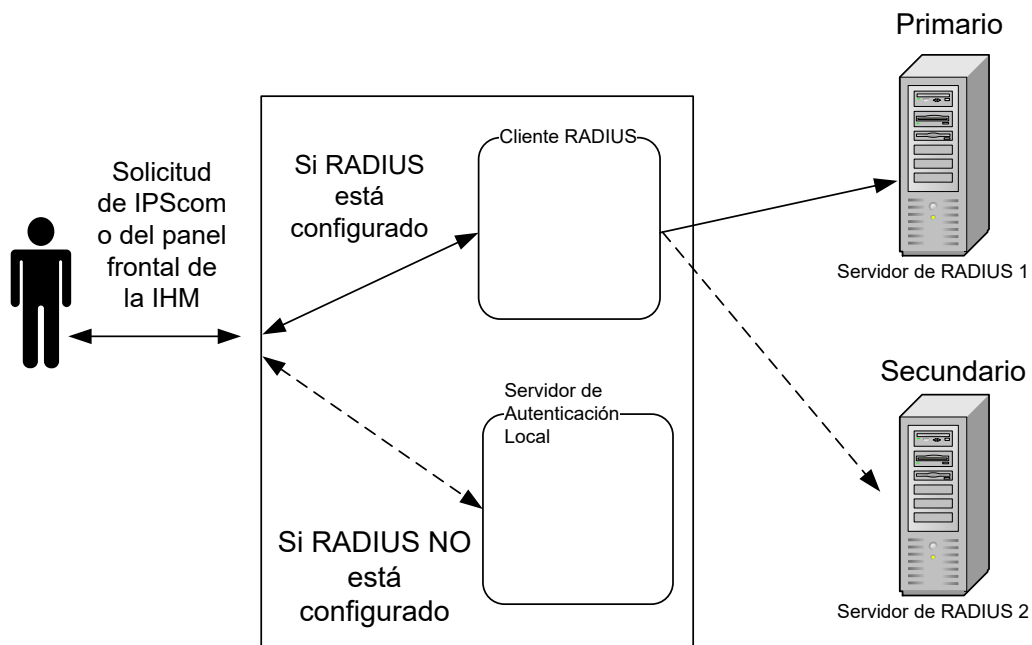 Primario
Cliente RADIUS
Si RADIUS
está
configurado
Solicitud
de IPScom
o del panel
frontal de
la IHM
Servidor de RADIUS 1
Secundario
Servidor de
Autenticación
Local
Si RADIUS NO
está
configurado
Servidor de RADIUS 2